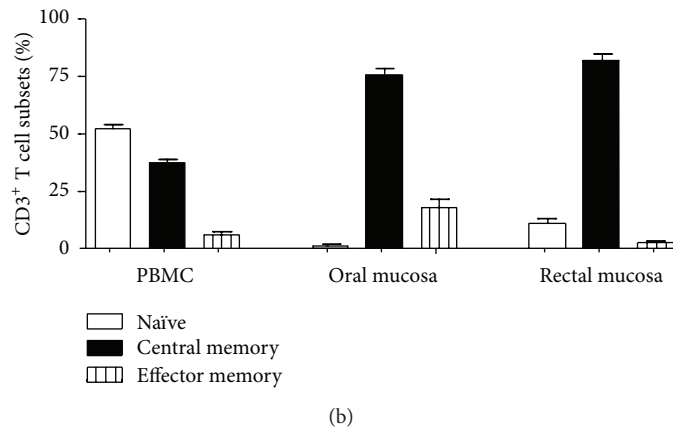 CD3⁺ T cell subsets (%)
100
75
50
25
0
PBMC
Oral mucosa
Rectal mucosa
Naïve
Central memory
Effector memory
(b)